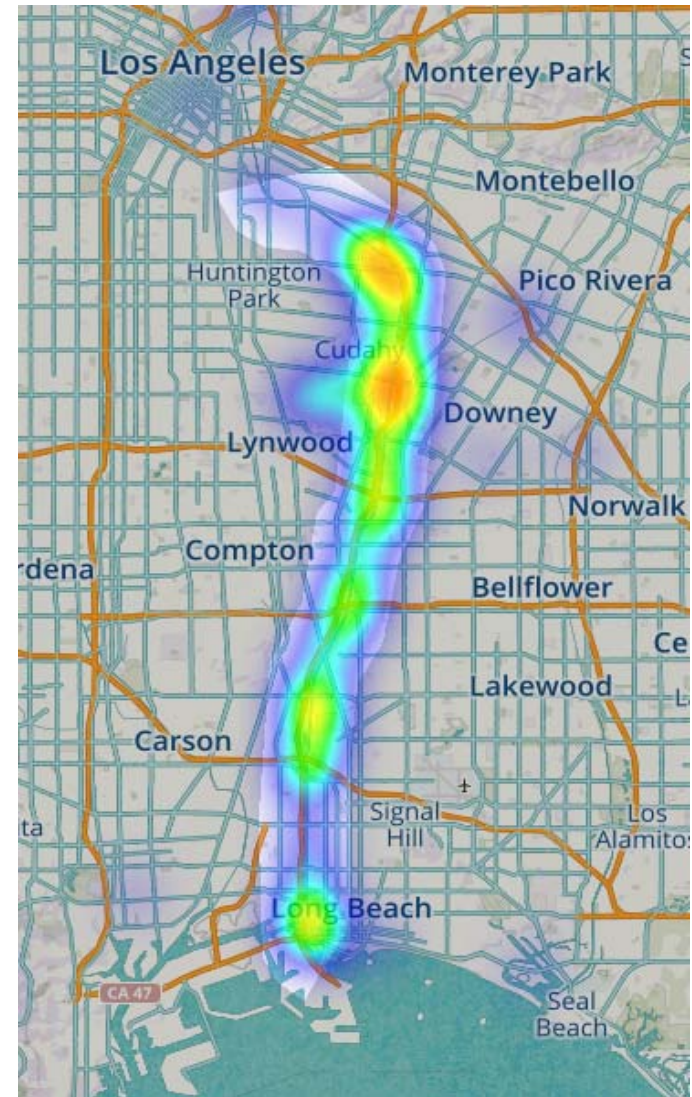 Los Angeles
Monterey Park
S
Montebello
Huntington
Park
Pico Rivera
Cudahy
Downey
Lynwood
Norwalk
Compton
rdena
Bellflower
Ce
Lakewood
L
Carson
Signal
Hill
Los
Alamitos
ta
Long Beach
CA 47
Seal
Beach